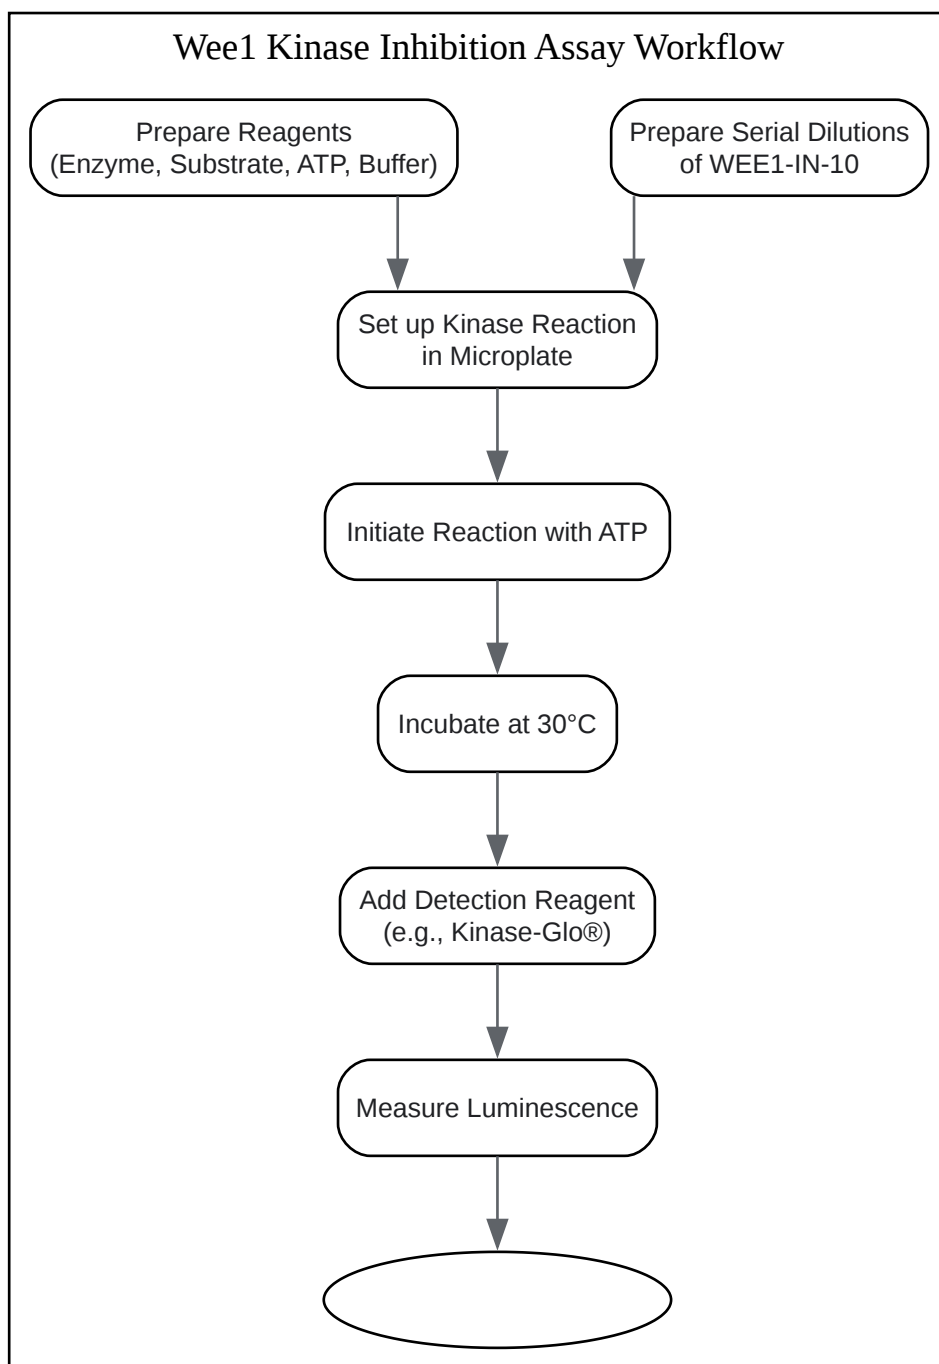 Wee1 Kinase Inhibition Assay Workflow
Prepare Reagents
(Enzyme, Substrate, ATP, Buffer)
Prepare Serial Dilutions
of WEE1-IN-10
Set up Kinase Reaction
in Microplate
Initiate Reaction with ATP
Incubate at 30°C
Add Detection Reagent
(e.g., Kinase-Glo®)
Measure Luminescence